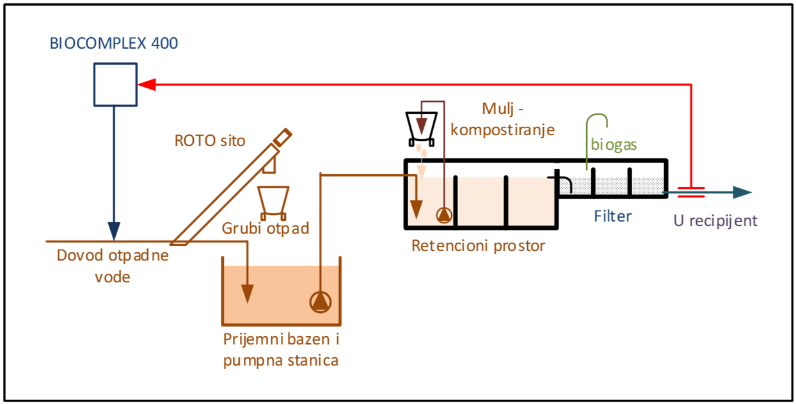 BIOCOMPLEX 400
ROTO sito
Grubi otpad
Dovod otpadne
vode
Prijemni bazen i
pumpna stanica
Mulj -
kompostiranje
biogas
Retencioni prostor
Filter
U recipijent